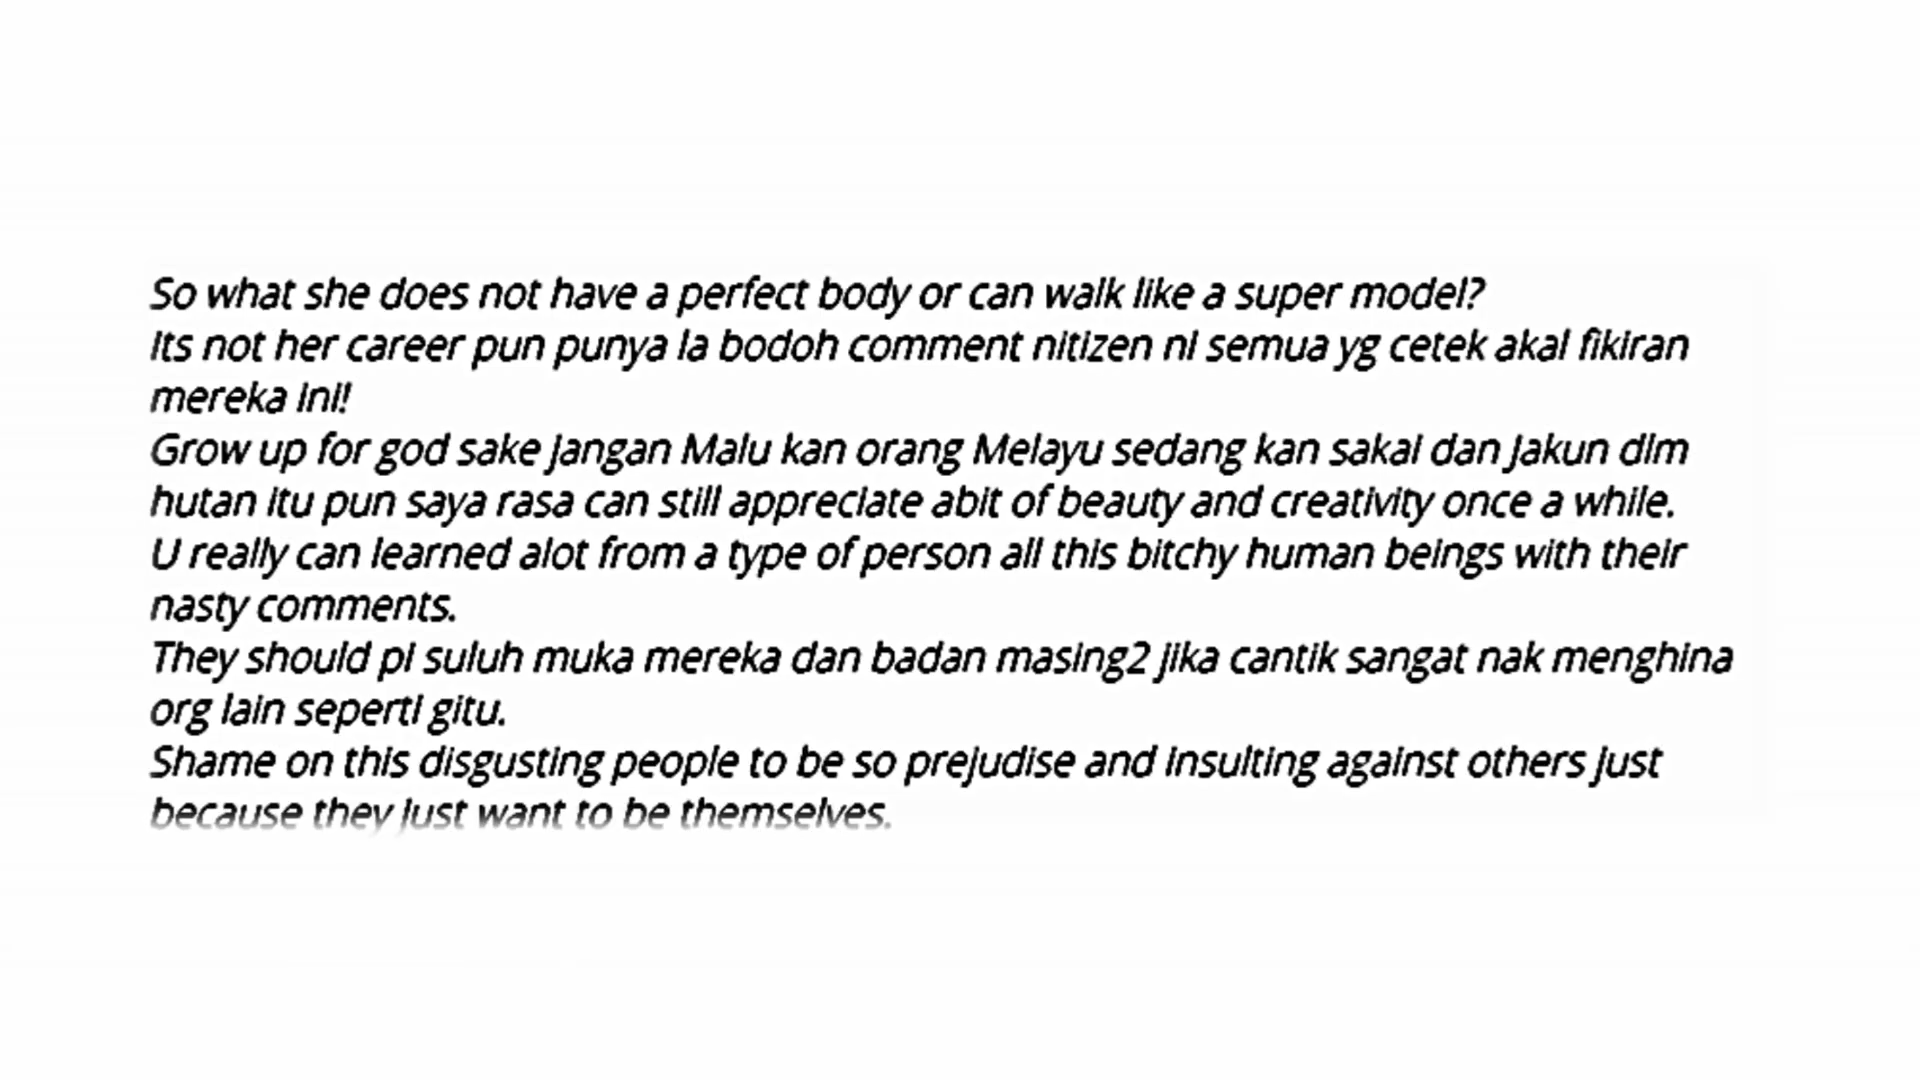 So what she does not have a perfect body or can walk like a super model?
Its not her career pun punya la bodoh comment nitizen ni semua yg cetek akal fikiran
mereka ini!
Grow up for god sake jangan Malu kan orang Melayu sedang kan sakai dan Jakun dlm
hutan itu pun saya rasa can still appreciate abit of beauty and creativity once a while.
U really can learned alot from a type of person all this bitchy human beings with their
nasty comments.
They should pi suluh muka mereka dan badan masing2 jika cantik sangat nak menghina
org lain seperti gitu.
Shame on this disgusting people to be so prejudise and insulting against others just
because they just want to be themselves.